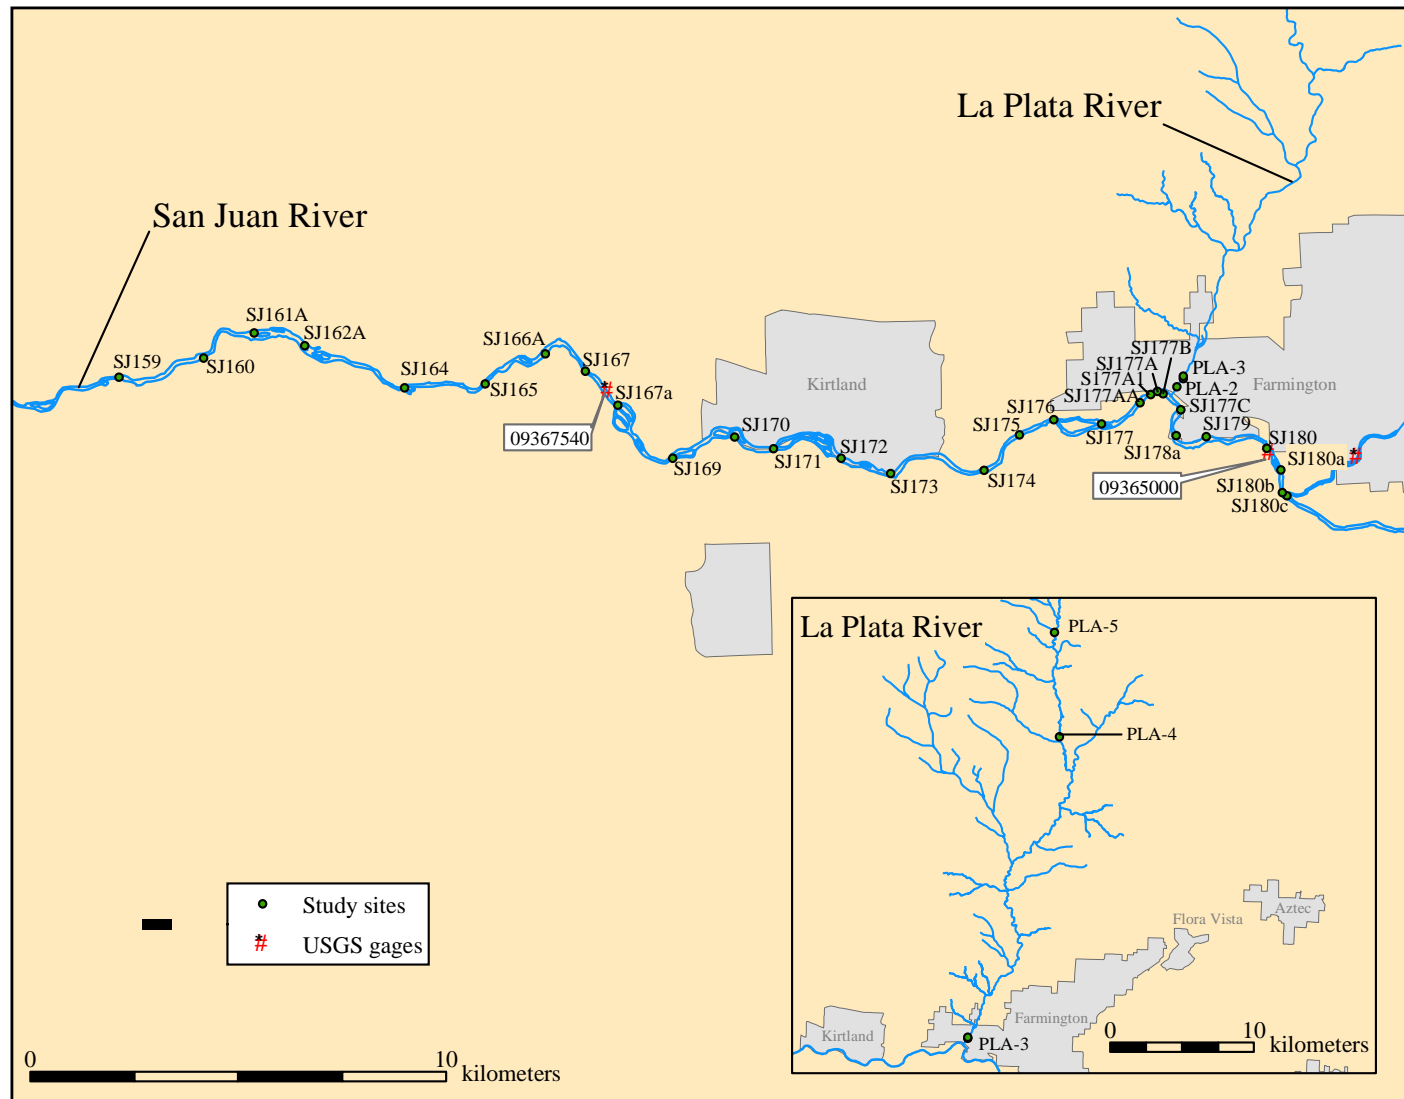 La Plata River
San Juan River
SJ161A
SJ162A
SJ159
SJ160
SJ164
SJ166A
SJ165
SJ167
SJ167a
09367540
Kirtland
SJ169
SJ170
SJ171
SJ172
SJ173
SJ174
SJ175
SJ176
SJ177
SJ177AA
S177A1
SJ177A
SJ177B
PLA-3
PLA-2
Farmington
SJ177C
SJ178a
SJ179
SJ180
SJ180a
09365000
SJ180b
SJ180c
La Plata River
PLA-5
PLA-4
Aztec
Flora Vista
Farmington
Kirtland
PLA-3
0 10 kilometers
Study sites
USGS gages
0 10 kilometers